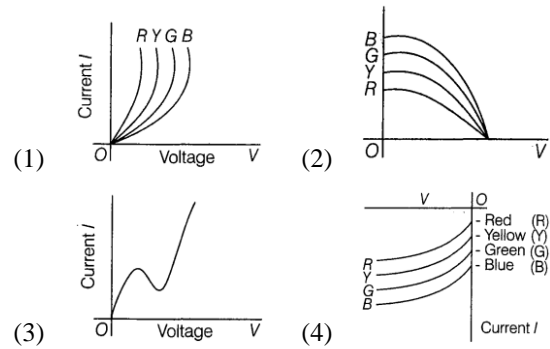 R Y G B
Current I
O
Voltage
V
(1)
B
G
Y
R
O
V
(2)
Current I
O
Voltage
V
(3)
V
O
- Red (R)
- Yellow (Y)
- Green (G)
- Blue (B)
R
Y
G
B
Current I
(4)